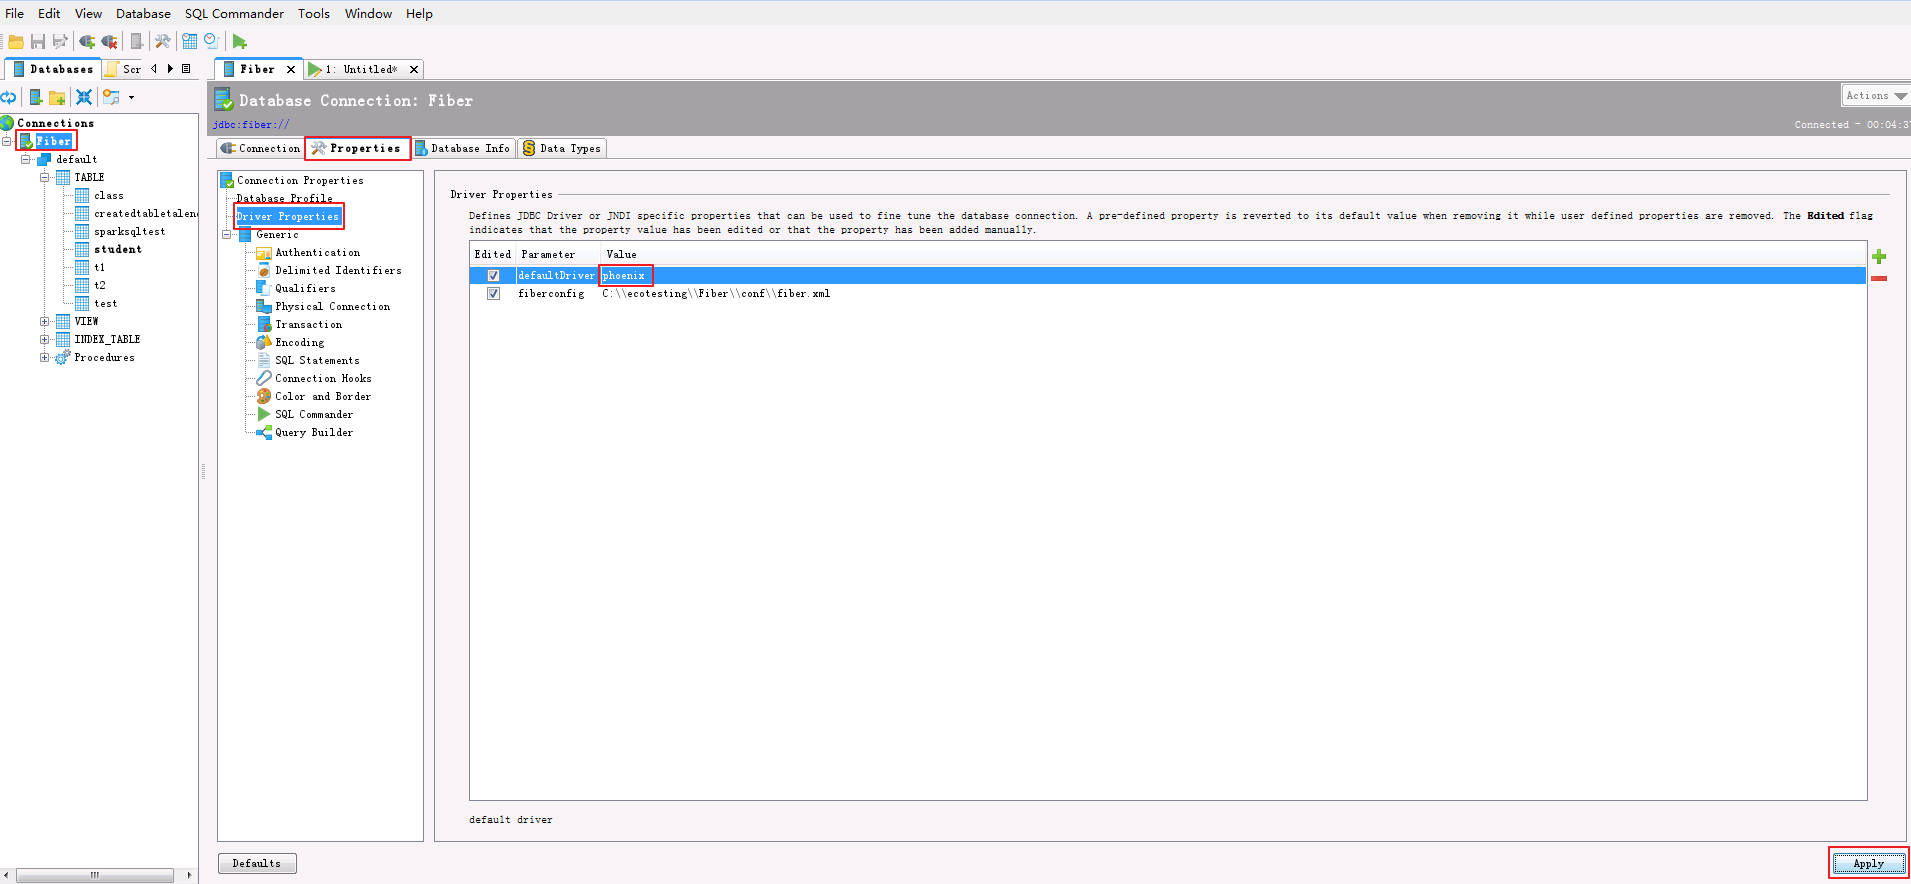 File Edit View Database SQL Commander Tools Window Help
Databases Scr
Fiber 1: Untitled*
Database Connection: Fiber
Actions
jdbc:fiber://
Connected - 00:04:3
Connections
Fiber
default
TABLE
class
createdtabletalen
sparksqltest
student
t1
t2
test
VIEW
INDEX_TABLE
Procedures
Connection Properties Database Info Data Types
Connection Properties
Database Profile
Driver Properties
Generic
Authentication
Delimited Identifiers
Qualifiers
Physical Connection
Transaction
Encoding
SQL Statements
Connection Hooks
Color and Border
SQL Commander
Query Builder
Driver Properties
Defines JDBC Driver or JNDI specific properties that can be used to fine tune the database connection. A pre-defined property is reverted to its default value when removing it while user defined properties are removed. The Edited flag
indicates that the property value has been edited or that the property has been added manually.
Edited Parameter Value
defaultDriver phoenix
fiberconfig C:\\ecotesting\\Fiber\\conf\\fiber.xml
default driver
Defaults
Apply